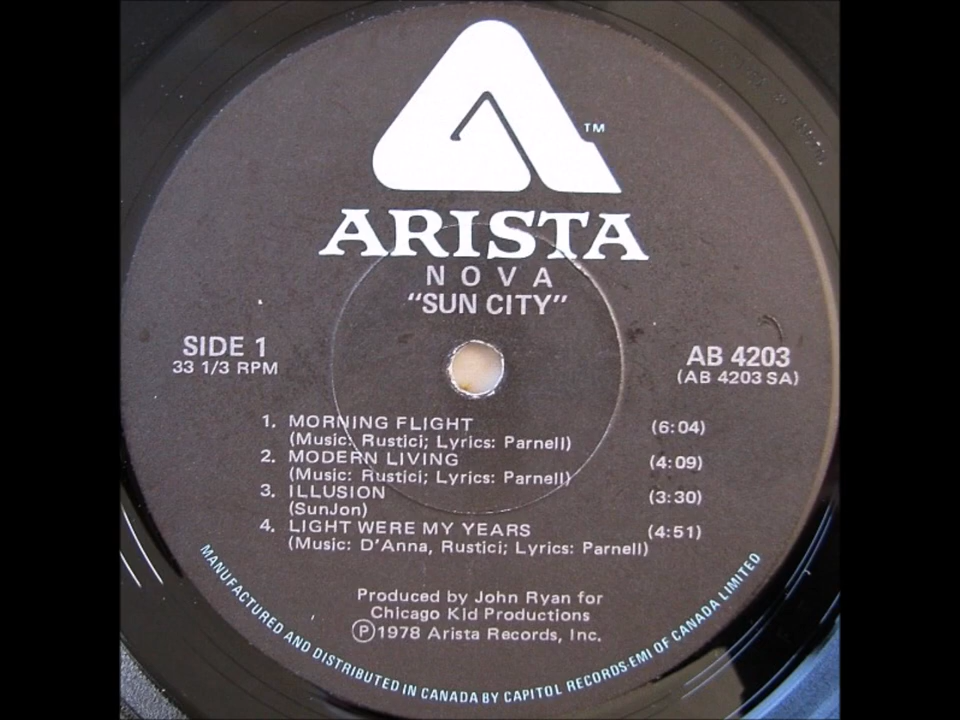 TM
ARISTA
NOVA
“SUN CITY”
SIDE 1
33 1/3 RPM
AB 4203
(AB 4203 SA)
1. MORNING FLIGHT (6:04)
(Music: Rustici; Lyrics: Parnell)
2. MODERN LIVING (4:09)
(Music: Rustici; Lyrics: Parnell)
3. ILLUSION (3:30)
(SunJon)
4. LIGHT WERE MY YEARS (4:51)
(Music: D'Anna, Rustici; Lyrics: Parnell)
Produced by John Ryan for
Chicago Kid Productions
Ⓟ1978 Arista Records, Inc.
MANUFACTURED AND DISTRIBUTED IN CANADA BY CAPITOL RECORDS-EMI OF CANADA LIMITED